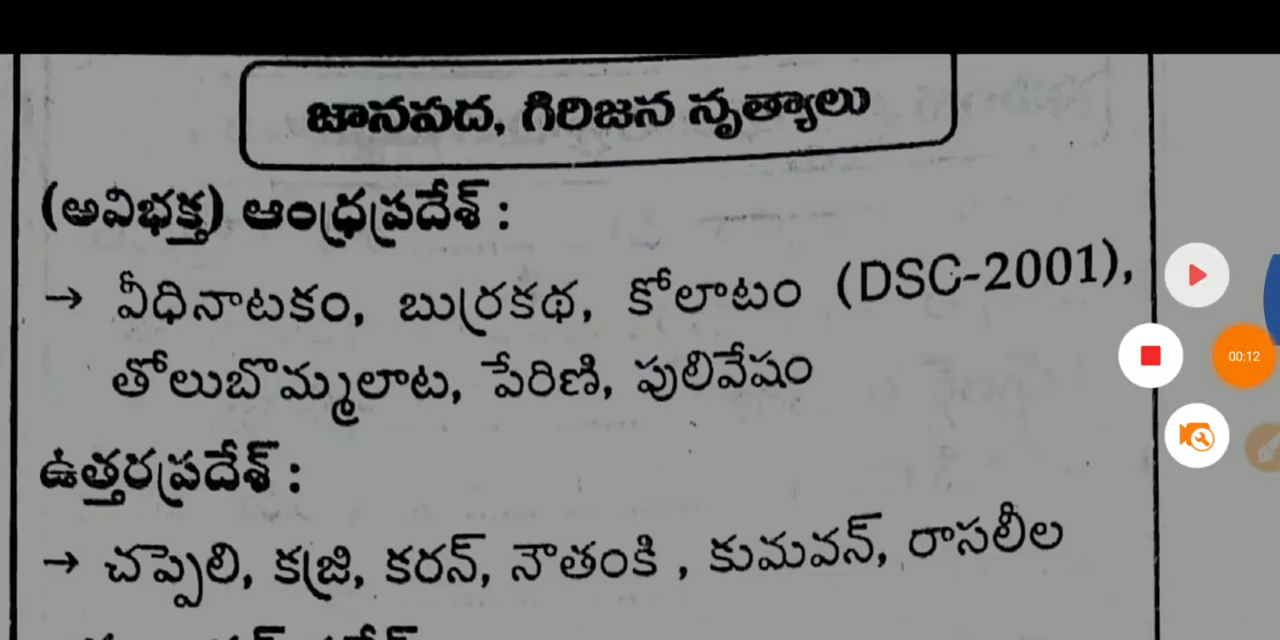 జానపద, గిరిజన నృత్యాలు
(అవిభక్త) ఆంధ్రప్రదేశ్ :
→ వీధినాటకం, బుర్రకథ, కోలాటం (DSC-2001),
తోలుబొమ్మలాట, పేరిణి, పులివేషం
ఉత్తరప్రదేశ్ :
→ చప్పెలి, కజ్రి, కరన్, నౌతంకి , కుమవన్, రాసలీల
00:12